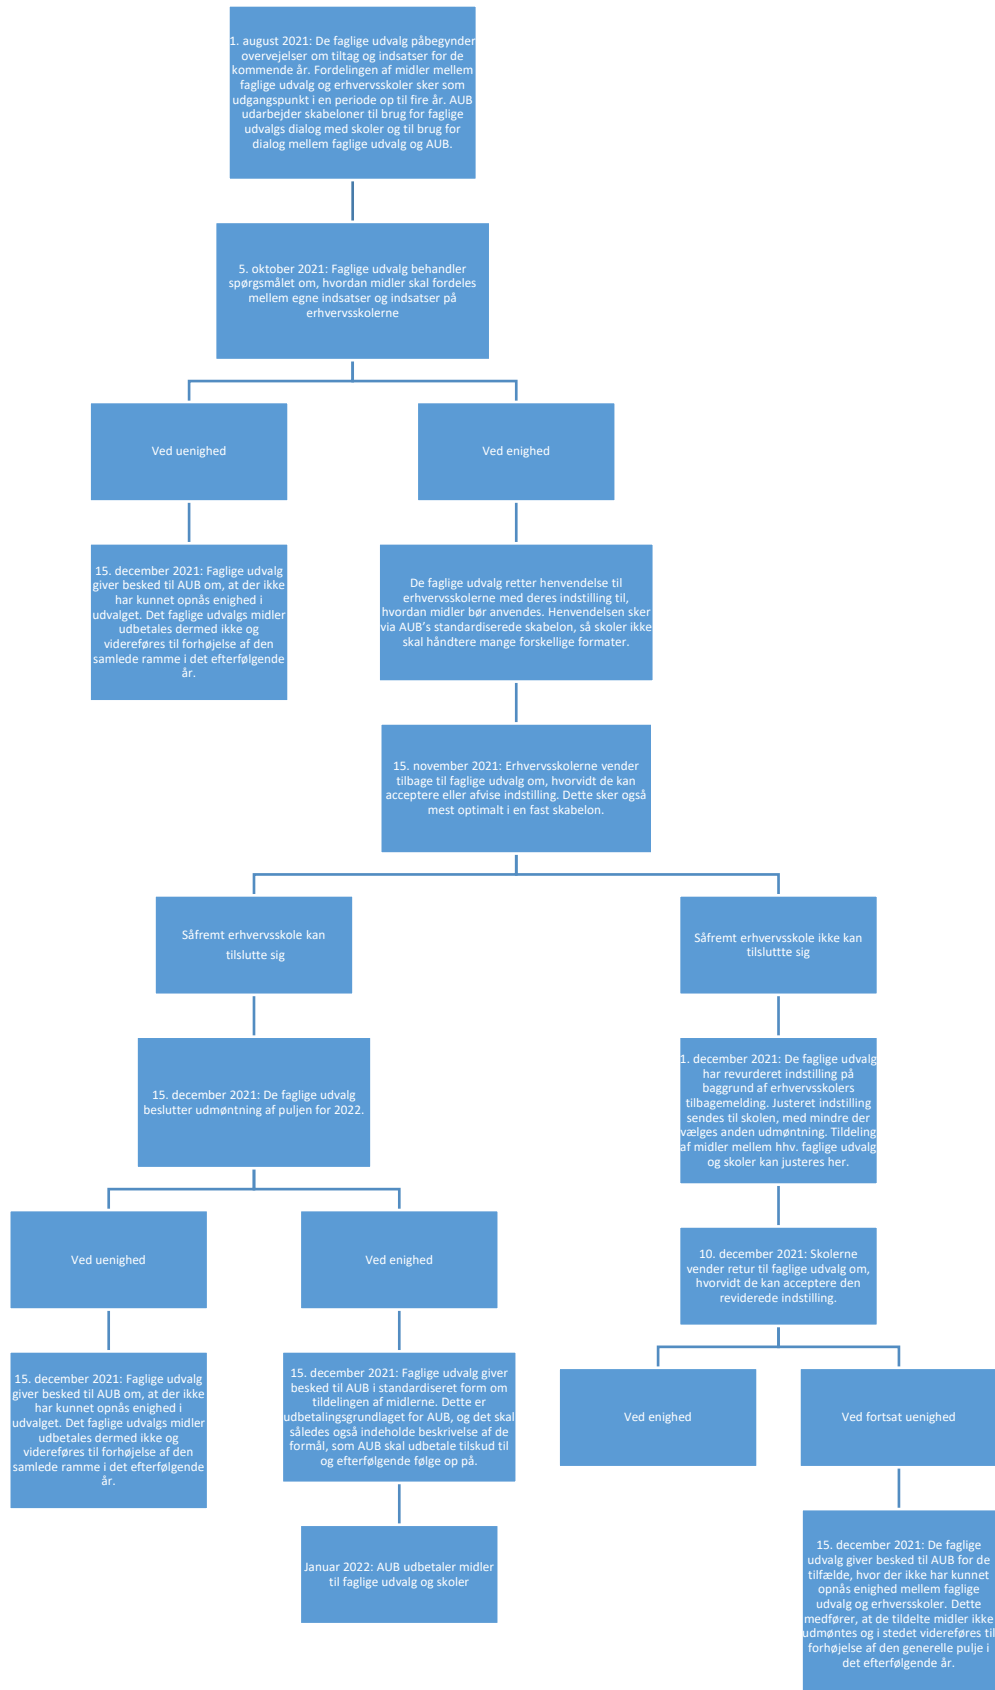 1. august 2021: De faglige udvalg påbegynder
overvejelser om tiltag og indsatser for de
kommende år. Fordelingen af midler mellem
faglige udvalg og erhvervsskoler sker som
udgangspunkt i en periode op til fire år. AUB
udarbejder skabeloner til brug for faglige
udvalgs dialog med skoler og til brug for
dialog mellem faglige udvalg og AUB.
5. oktober 2021: Faglige udvalg behandler
spørgsmålet om, hvordan midler skal fordeles
mellem egne indsatser og indsatser på
erhvervsskolerne
Ved uenighed
Ved enighed
15. december 2021: Faglige udvalg
giver besked til AUB om, at der ikke
har kunnet opnås enighed i
udvalget. Det faglige udvalgs midler
udbetales dermed ikke og
videreføres til forhøjelse af den
samlede ramme i det efterfølgende
år.
De faglige udvalg retter henvendelse til
erhvervsskolerne med deres indstilling til,
hvordan midler bør anvendes. Henvendelsen sker
via AUB's standardiserede skabelon, så skoler ikke
skal håndtere mange forskellige formater.
15. november 2021: Erhvervsskolerne vender
tilbage til faglige udvalg om, hvorvidt de kan
acceptere eller afvise indstilling. Dette sker også
mest optimalt i en fast skabelon.
Såfremt erhvervsskole kan
tilslutte sig
Såfremt erhvervsskole ikke kan
tilsluttte sig
15. december 2021: De faglige udvalg
beslutter udmøntning af puljen for 2022.
1. december 2021: De faglige udvalg
har revurderet indstilling på
baggrund af erhvervsskolers
tilbagemelding. Justeret indstilling
sendes til skolen, med mindre der
vælges anden udmøntning. Tildeling
af midler mellem hhv. faglige udvalg
og skoler kan justeres her.
Ved uenighed
Ved enighed
10. december 2021: Skolerne
vender retur til faglige udvalg om,
hvorvidt de kan acceptere den
reviderede indstilling.
15. december 2021: Faglige udvalg
giver besked til AUB om, at der ikke
har kunnet opnås enighed i
udvalget. Det faglige udvalgs midler
udbetales dermed ikke og
videreføres til forhøjelse af den
samlede ramme i det efterfølgende
år.
15. december 2021: Faglige udvalg giver
besked til AUB i standardiseret form om
tildelingen af midlerne. Dette er
udbetalingsgrundlaget for AUB, og det skal
således også indeholde beskrivelse af de
formål, som AUB skal udbetale tilskud til
og efterfølgende følge op på.
Ved enighed
Ved fortsat uenighed
Januar 2022: AUB udbetaler midler
til faglige udvalg og skoler
15. december 2021: De faglige
udvalg giver besked til AUB for de
tilfælde, hvor der ikke har kunnet
opnås enighed mellem faglige
udvalg og erhversskoler. Dette
medfører, at de tildelte midler ikke
udmøntes og i stedet videreføres til
forhøjelse af den generelle pulje i
det efterfølgende år.